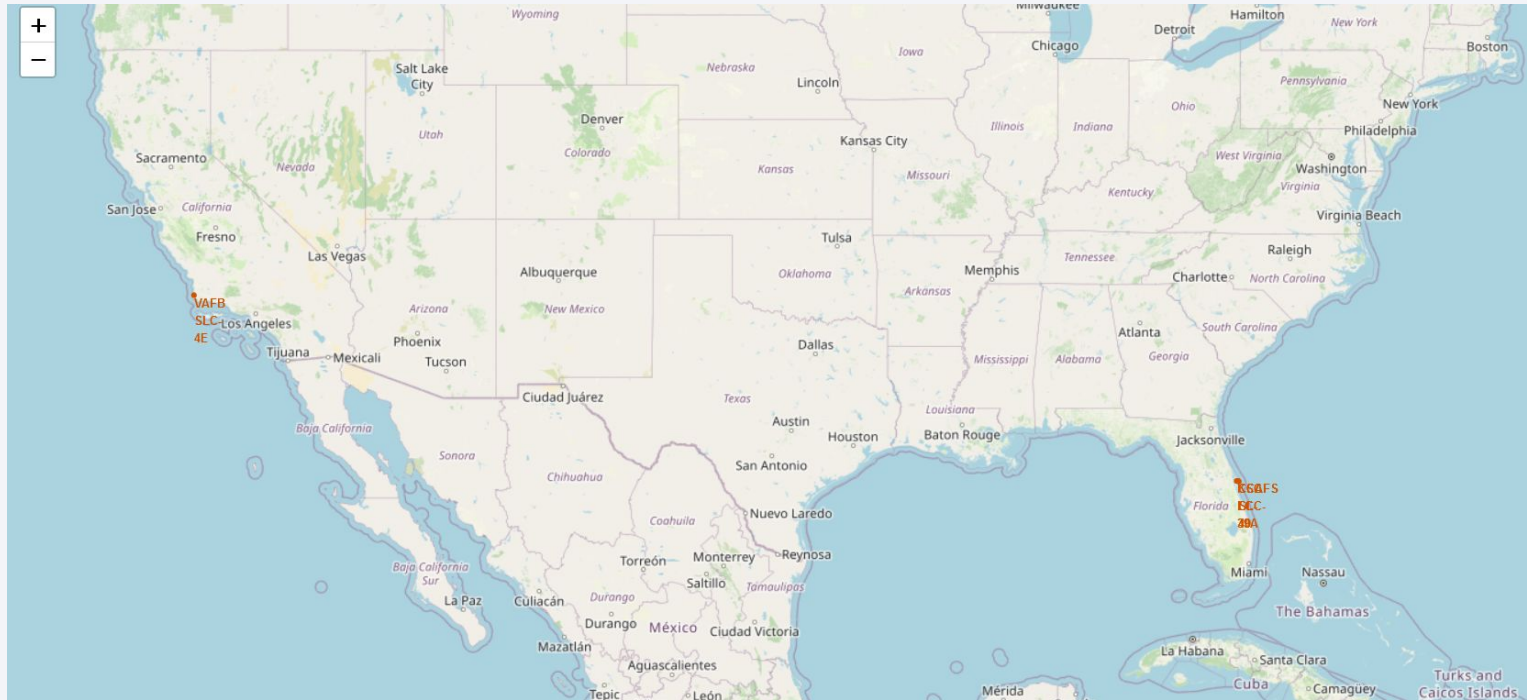 +
−
Wyoming
Milwaukee
Detroit
Hamilton
New York
Boston
Chicago
Iowa
Salt Lake
City
Nebraska
Lincoln
Pennsylvania
New York
Ohio
Denver
Utah
Illinois
Indiana
Philadelphia
Kansas City
Colorado
Sacramento
Nevada
Kansas
Missouri
West Virginia
Washington
Virginia
Kentucky
San Jose
California
Virginia Beach
Fresno
Las Vegas
Tulsa
Raleigh
Tennessee
Albuquerque
Oklahoma
Memphis
Charlotte
North Carolina
Arkansas
VAFB
SLC-
4E
Los Angeles
Arizona
New Mexico
Atlanta
South Carolina
Phoenix
Dallas
Tijuana
Mexicali
Tucson
Mississippi
Alabama
Georgia
Ciudad Juárez
Texas
Louisiana
Austin
Baja California
Houston
Baton Rouge
Jacksonville
Sonora
San Antonio
Chihuahua
Florida
Nuevo Laredo
Coahuila
Torreón
Monterrey
Reynosa
Baja California
Sur
Saltillo
Tamaulipas
Miami
Nassau
La Paz
Culiacán
Durango
Durango
México
Ciudad Victoria
The Bahamas
Mazatlán
Aguascalientes
La Habana
Santa Clara
Cuba
Camagüey
Turks and
Caicos Islands
Tepic
León
Mérida